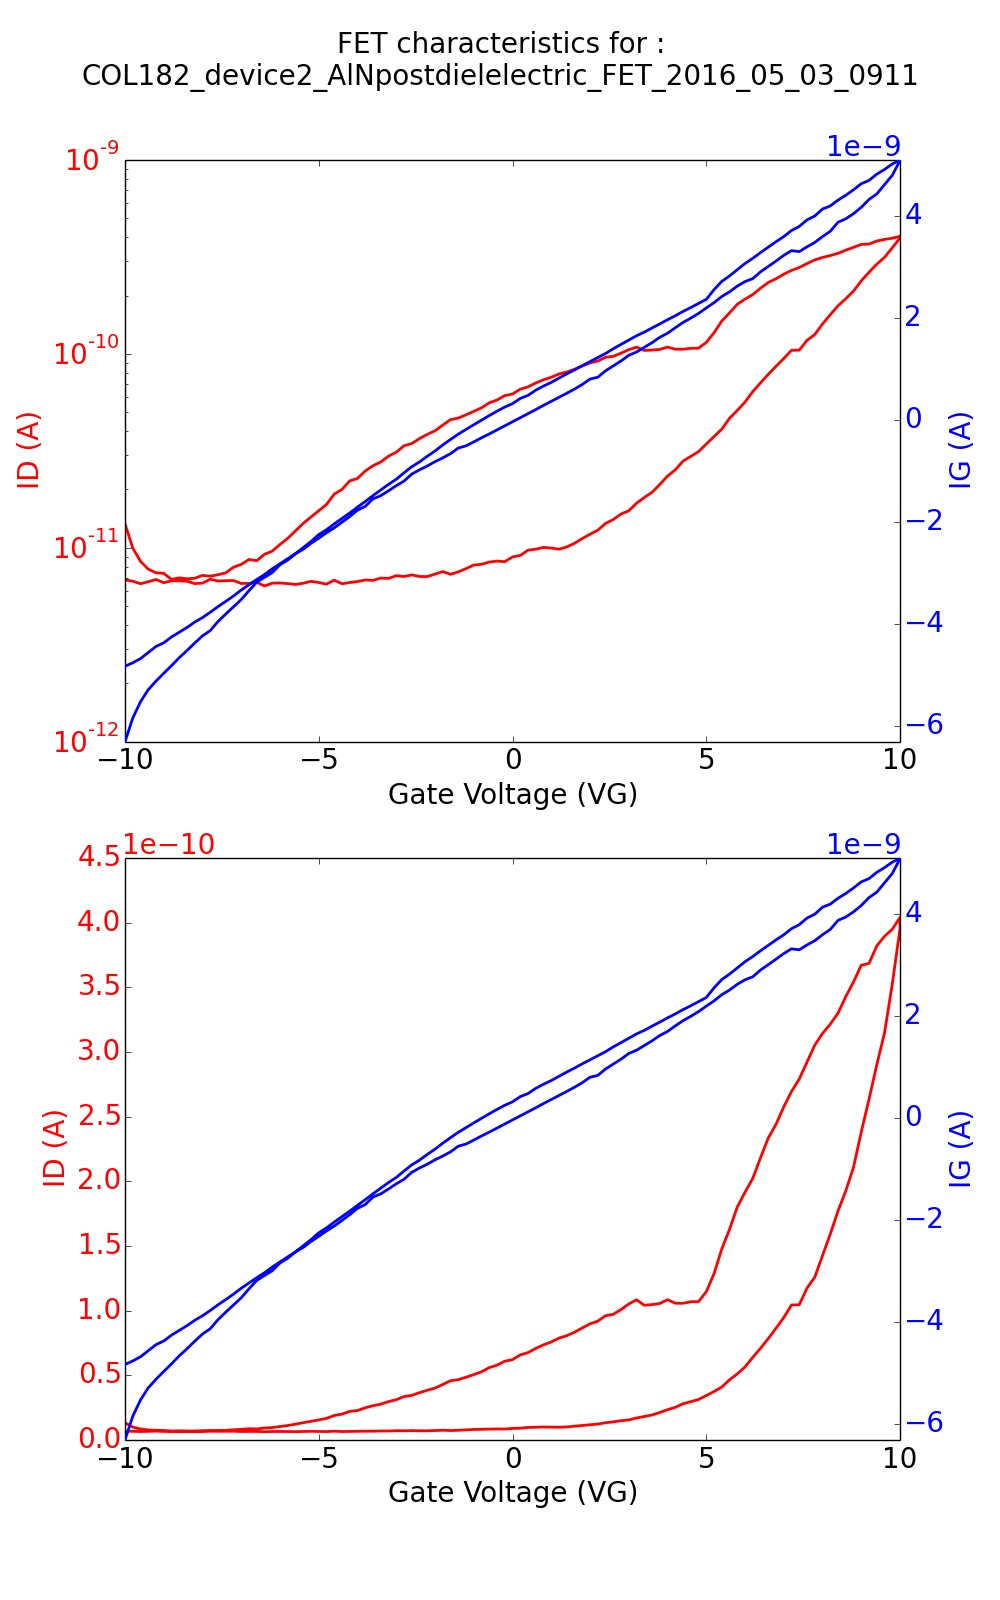 FET characteristics for :
COL182_device2_AlNpostdielelectric_FET_2016_05_03_0911
1e−9
10^-9
10^-10
10^-11
10^-12
ID (A)
4
2
0
−2
−4
−6
IG (A)
−10 −5 0 5 10
Gate Voltage (VG)
1e−10
1e−9
4.5
4.0
3.5
3.0
2.5
2.0
1.5
1.0
0.5
0.0
ID (A)
4
2
0
−2
−4
−6
IG (A)
−10 −5 0 5 10
Gate Voltage (VG)